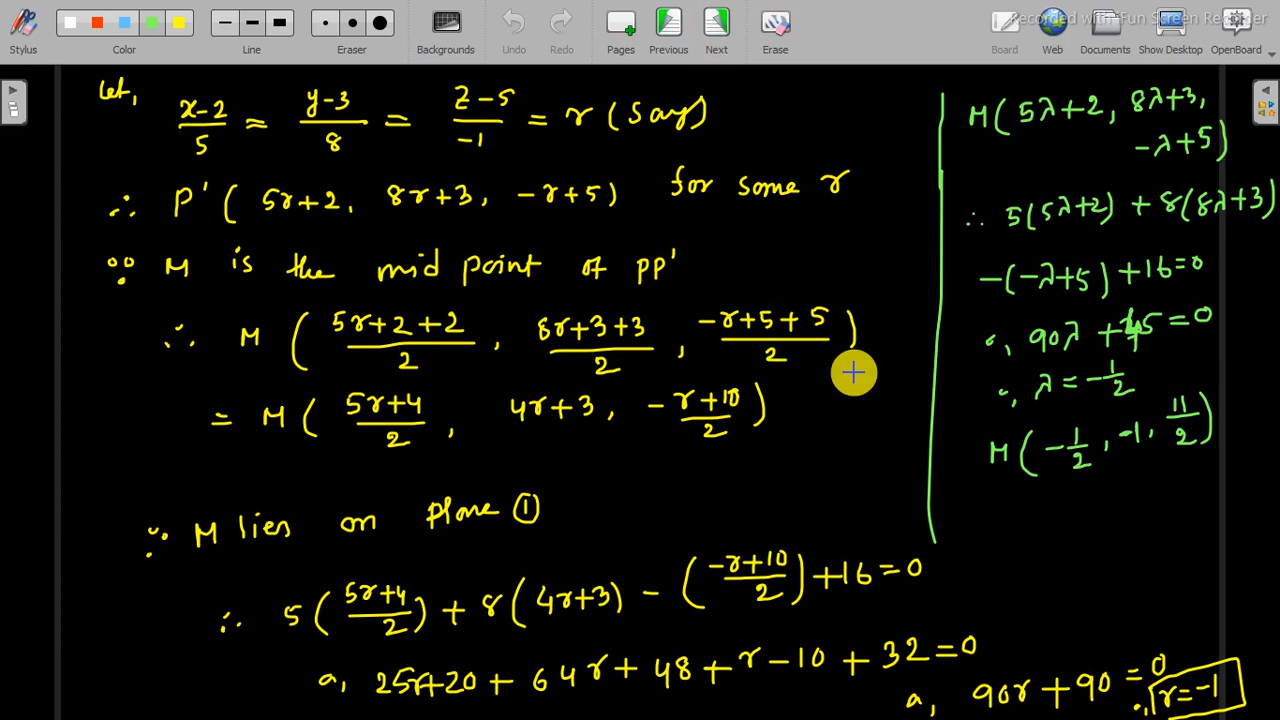 Stylus Color Line Eraser Backgrounds Undo Redo Pages Previous Next Erase Board Web Documents Show Desktop OpenBoard
Recorded with iFun Screen Recorder
Let,
x-2/5 = y-3/8 = z-5/-1 = r (say)
∴ P' ( 5r+2, 8r+3, -r+5) for some r
∵ M is the mid point of PP'
∴ M ( 5r+2+2/2 , 8r+3+3/2 , -r+5+5/2 )
= M ( 5r+4/2 , 4r+3, -r+10/2 )
∵ M lies on plane ①
∴ 5 ( 5r+4/2 ) + 8 ( 4r+3 ) - ( -r+10/2 ) + 16 = 0
a, 25r+20 + 64r + 48 + r - 10 + 32 = 0
a, 90r + 90 = 0
∴ r = -1
M( 5λ+2, 8λ+3,
-λ+5)
∴ 5(5λ+2) + 8(8λ+3)
-(-λ+5) + 16 = 0
a, 90λ + 45 = 0
∴ λ = -1/2
M( -1/2, -1, 11/2 )